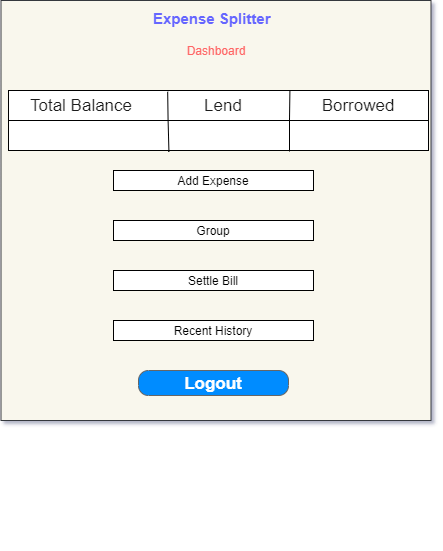 Expense Splitter
Dashboard
Total Balance Lend Borrowed
Add Expense
Group
Settle Bill
Recent History
Logout